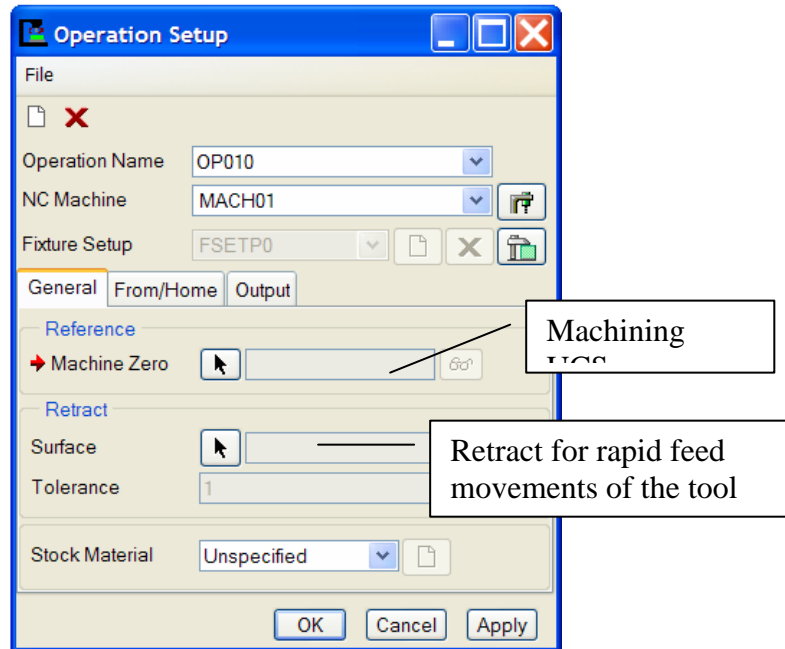 Operation Setup
File
Operation Name OP010
NC Machine MACH01
Fixture Setup FSETP0
General From/Home Output
Reference
Machine Zero
Machining
Retract
Surface
Retract for rapid feed
movements of the tool
Tolerance 1
Stock Material Unspecified
OK Cancel Apply